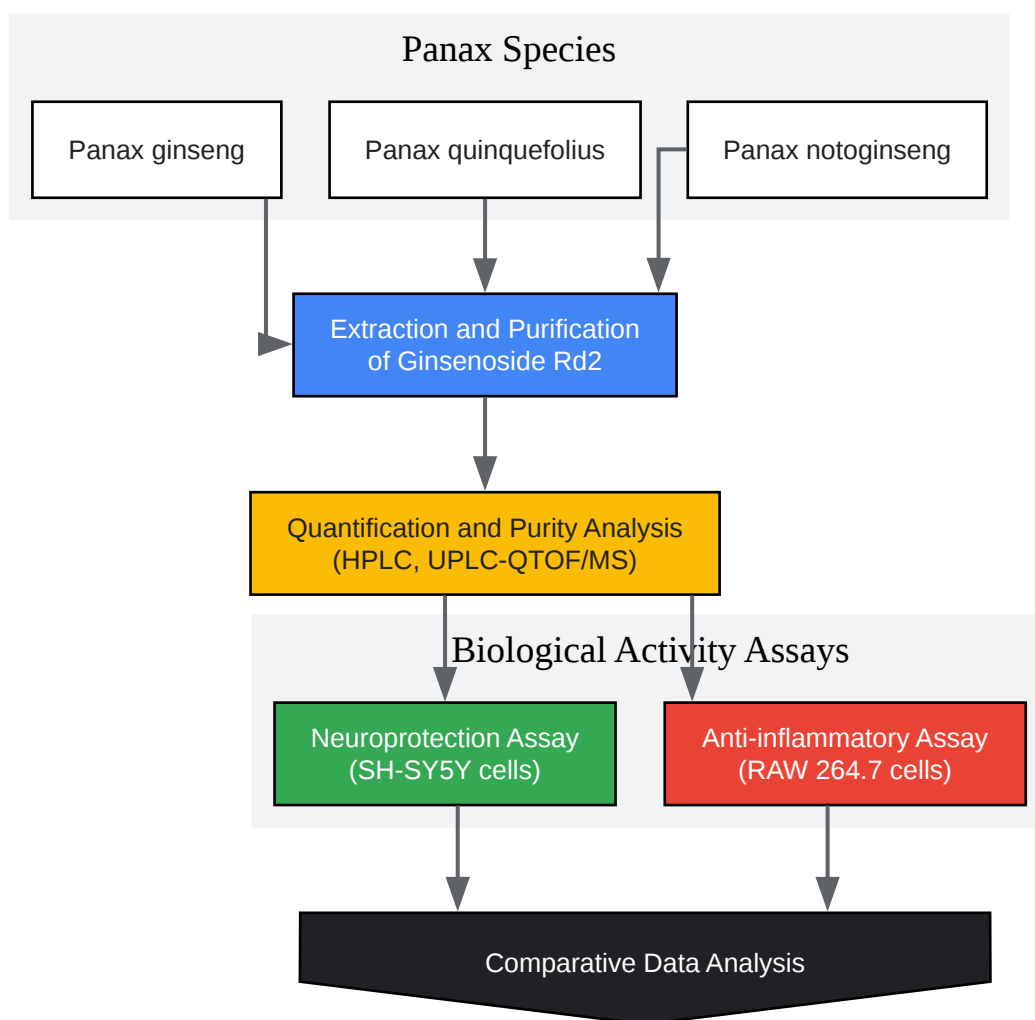 Panax Species
Panax ginseng
Panax quinquefolius
Panax notoginseng
Extraction and Purification
of Ginsenoside Rd2
Quantification and Purity Analysis
(HPLC, UPLC-QTOF/MS)
Biological Activity Assays
Neuroprotection Assay
(SH-SY5Y cells)
Anti-inflammatory Assay
(RAW 264.7 cells)
Comparative Data Analysis